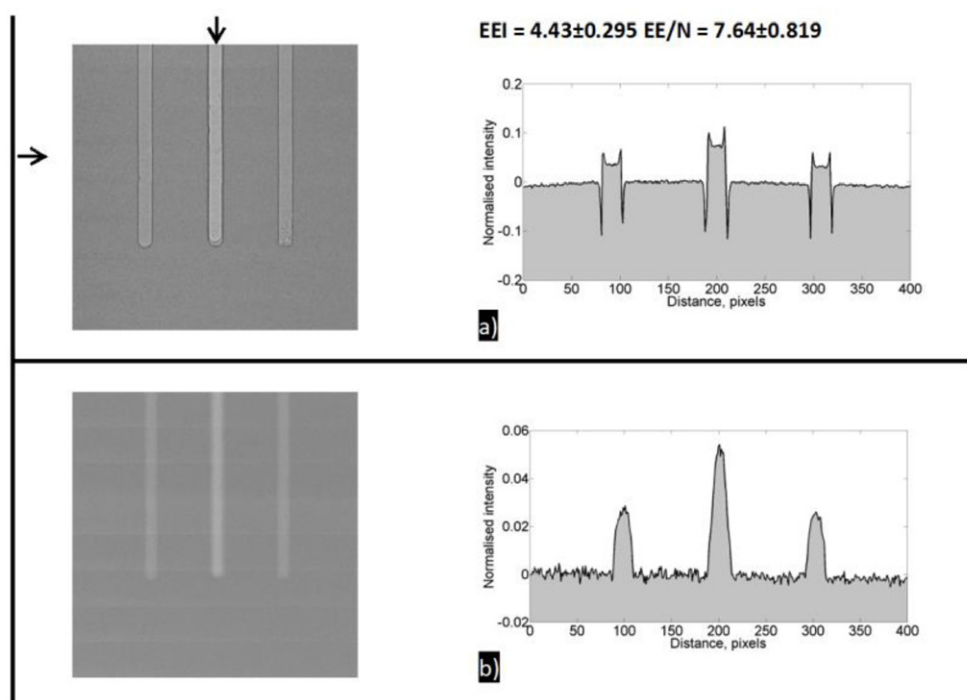 EEI = 4.43±0.295 EE/N = 7.64±0.819
0.2
0.1
0
-0.1
-0.2
Normalised intensity
0 50 100 150 200 250 300 350 400
Distance, pixels
a)
0.06
0.04
0.02
0
-0.02
Normalised intensity
0 50 100 150 200 250 300 350 400
Distance, pixels
b)